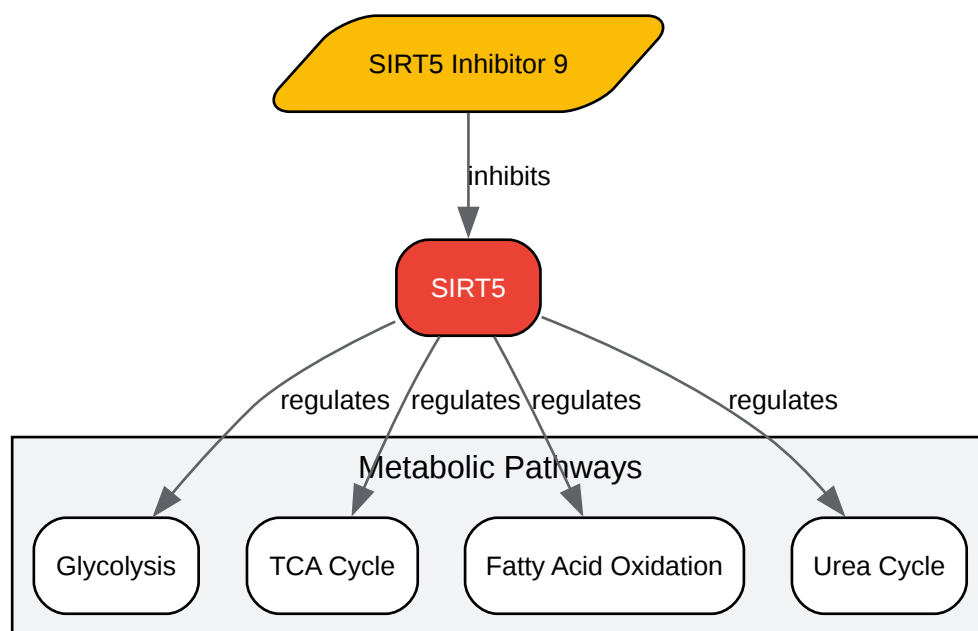 SIRT5 Inhibitor 9
inhibits
SIRT5
regulates regulates regulates regulates
Metabolic Pathways
Glycolysis TCA Cycle Fatty Acid Oxidation Urea Cycle